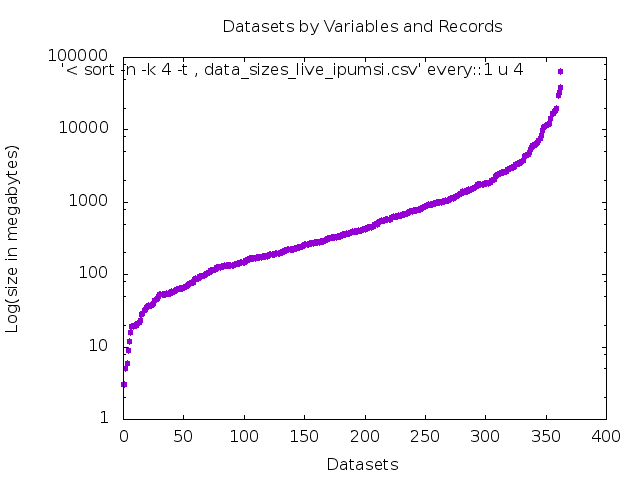 Datasets by Variables and Records
100000
'< sort -n -k 4 -t , data_sizes_live_ipumsi.csv' every::1 u 4
10000
1000
100
10
1
Log(size in megabytes)
0 50 100 150 200 250 300 350 400
Datasets